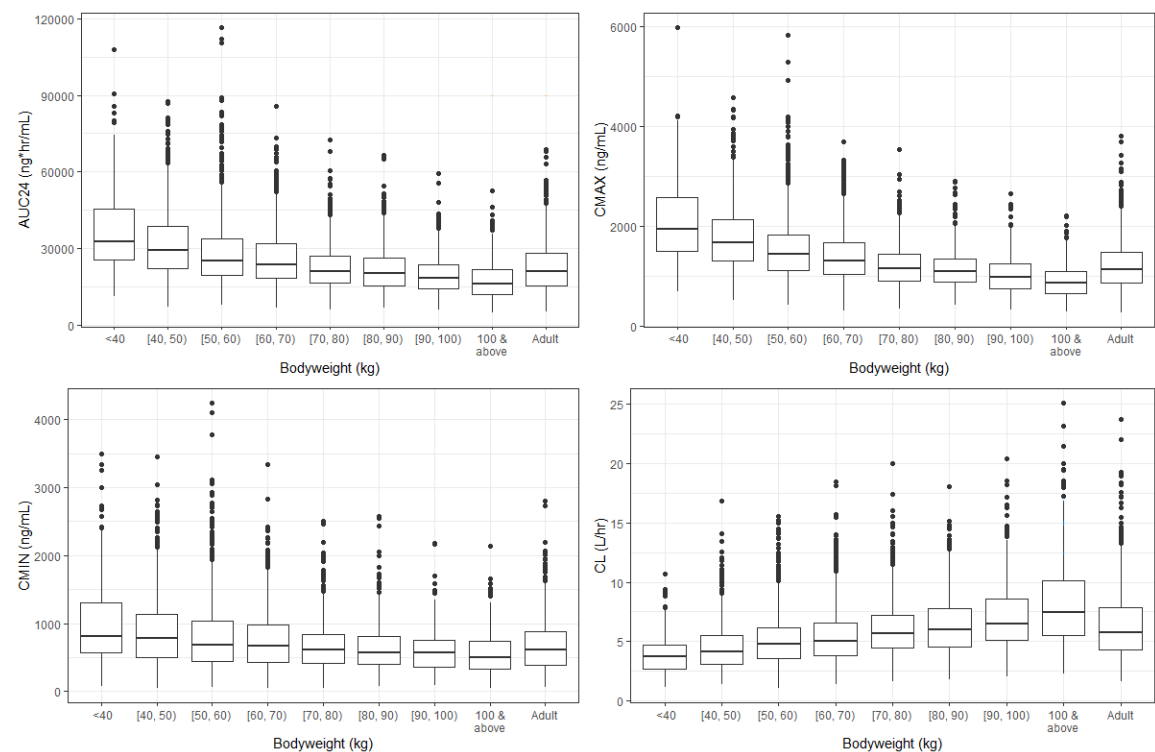 AUC24 (ng*hr/mL)
120000
90000
60000
30000
0
<40 [40, 50) [50, 60) [60, 70) [70, 80) [80, 90) [90, 100) 100 & Adult
above
Bodyweight (kg)
CMAX (ng/mL)
6000
4000
2000
0
<40 [40, 50) [50, 60) [60, 70) [70, 80) [80, 90) [90, 100) 100 & Adult
above
Bodyweight (kg)
CMIN (ng/mL)
4000
3000
2000
1000
0
<40 [40, 50) [50, 60) [60, 70) [70, 80) [80, 90) [90, 100) 100 & Adult
above
Bodyweight (kg)
CL (L/hr)
25
20
15
10
5
0
<40 [40, 50) [50, 60) [60, 70) [70, 80) [80, 90) [90, 100) 100 & Adult
above
Bodyweight (kg)